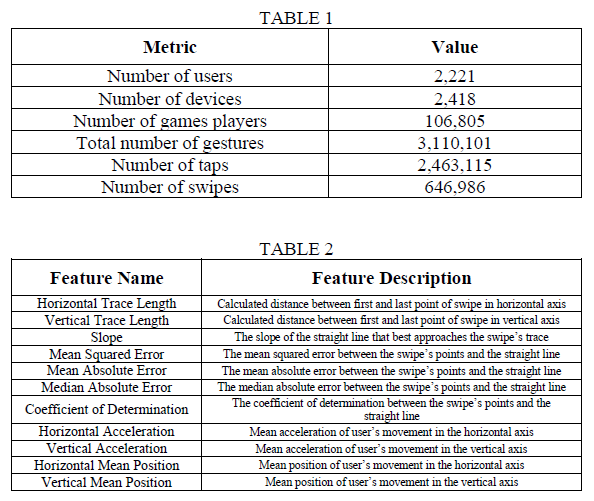 TABLE 1
Metric Value
Number of users 2,221
Number of devices 2,418
Number of games players 106,805
Total number of gestures 3,110,101
Number of taps 2,463,115
Number of swipes 646,986
TABLE 2
Feature Name Feature Description
Horizontal Trace Length Calculated distance between first and last point of swipe in horizontal axis
Vertical Trace Length Calculated distance between first and last point of swipe in vertical axis
Slope The slope of the straight line that best approaches the swipe's trace
Mean Squared Error The mean squared error between the swipe's points and the straight line
Mean Absolute Error The mean absolute error between the swipe's points and the straight line
Median Absolute Error The median absolute error between the swipe's points and the straight line
Coefficient of Determination The coefficient of determination between the swipe's points and the
straight line
Horizontal Acceleration Mean acceleration of user's movement in the horizontal axis
Vertical Acceleration Mean acceleration of user's movement in the vertical axis
Horizontal Mean Position Mean position of user's movement in the horizontal axis
Vertical Mean Position Mean position of user's movement in the vertical axis